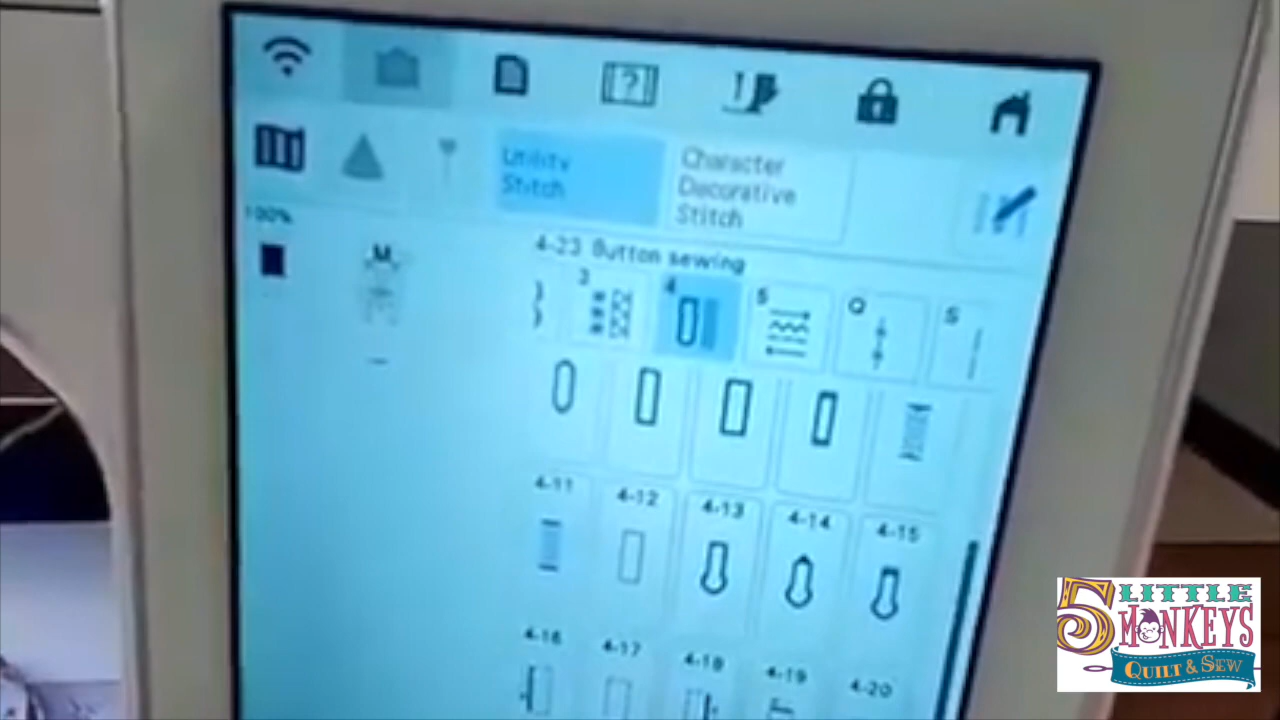 ?
Utility
Stitch
Character
Decorative
Stitch
100%
M
4-23 Button sewing
3
4
5
Q
S
4-11
4-12
4-13
4-14
4-15
4-16
4-17
4-18
4-19
4-20
5 LITTLE
MONKEYS
QUILT & SEW